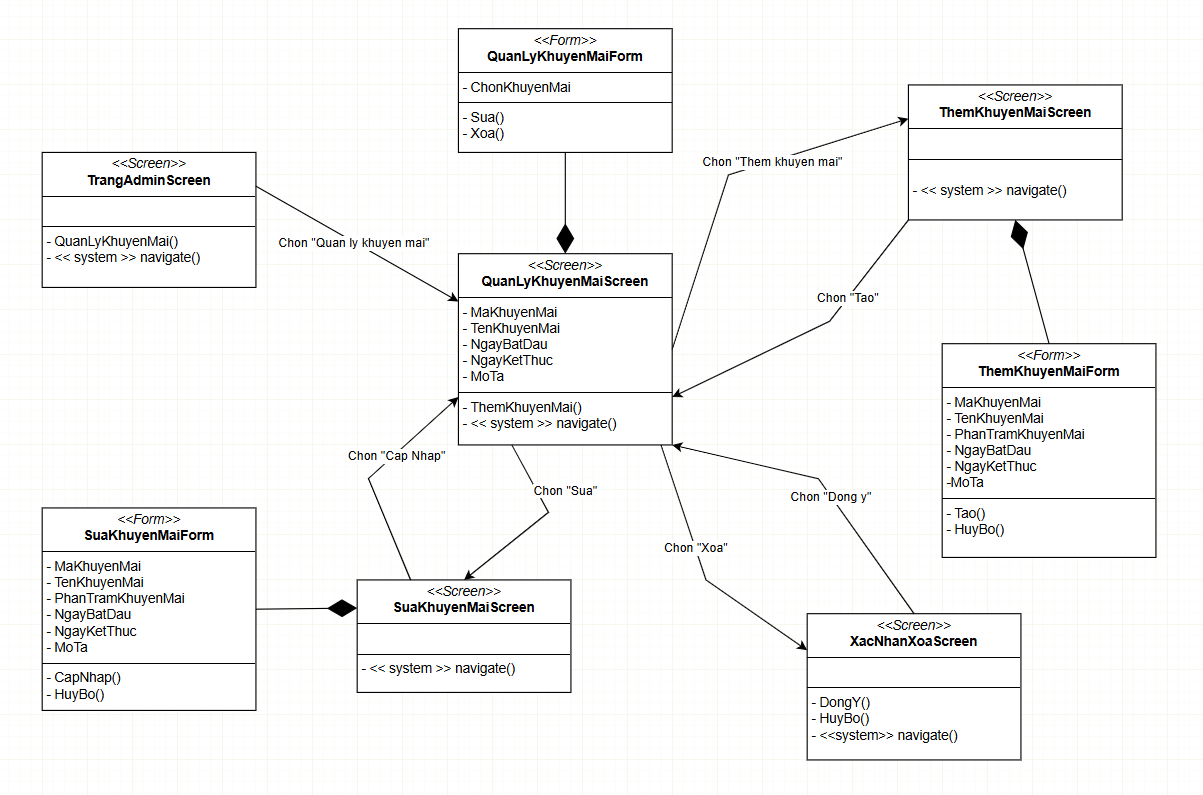 <<Form>>
QuanLyKhuyenMaiForm
- ChonKhuyenMai
- Sua()
- Xoa()
<<Screen>>
ThemKhuyenMaiScreen
- << system >> navigate()
<<Screen>>
TrangAdminScreen
- QuanLyKhuyenMai()
- << system >> navigate()
Chon "Them khuyen mai"
Chon "Quan ly khuyen mai"
<<Screen>>
QuanLyKhuyenMaiScreen
- MaKhuyenMai
- TenKhuyenMai
- NgayBatDau
- NgayKetThuc
- MoTa
- ThemKhuyenMai()
- << system >> navigate()
Chon "Tao"
<<Form>>
ThemKhuyenMaiForm
- MaKhuyenMai
- TenKhuyenMai
- PhanTramKhuyenMai
- NgayBatDau
- NgayKetThuc
-MoTa
- Tao()
- HuyBo()
Chon "Cap Nhap"
Chon "Sua"
Chon "Dong y"
Chon "Xoa"
<<Form>>
SuaKhuyenMaiForm
- MaKhuyenMai
- TenKhuyenMai
- PhanTramKhuyenMai
- NgayBatDau
- NgayKetThuc
- MoTa
- CapNhap()
- HuyBo()
<<Screen>>
SuaKhuyenMaiScreen
- << system >> navigate()
<<Screen>>
XacNhanXoaScreen
- DongY()
- HuyBo()
- <<system>> navigate()